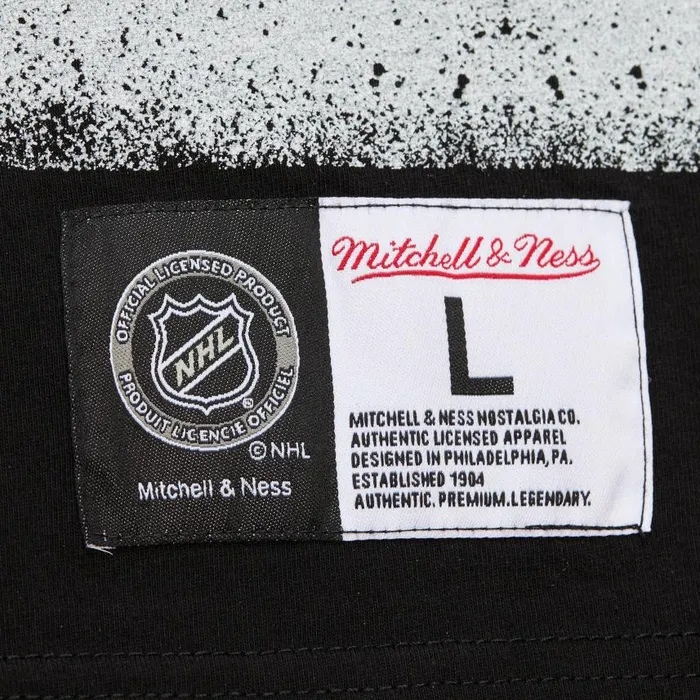 OFFICIAL LICENSED PRODUCT
NHL
®
PRODUIT LICENCIE OFFICIEL
© NHL
Mitchell & Ness
Mitchell & Ness
L
MITCHELL & NESS NOSTALGIA CO.
AUTHENTIC LICENSED APPAREL
DESIGNED IN PHILADELPHIA, PA.
ESTABLISHED 1904
AUTHENTIC. PREMIUM. LEGENDARY.